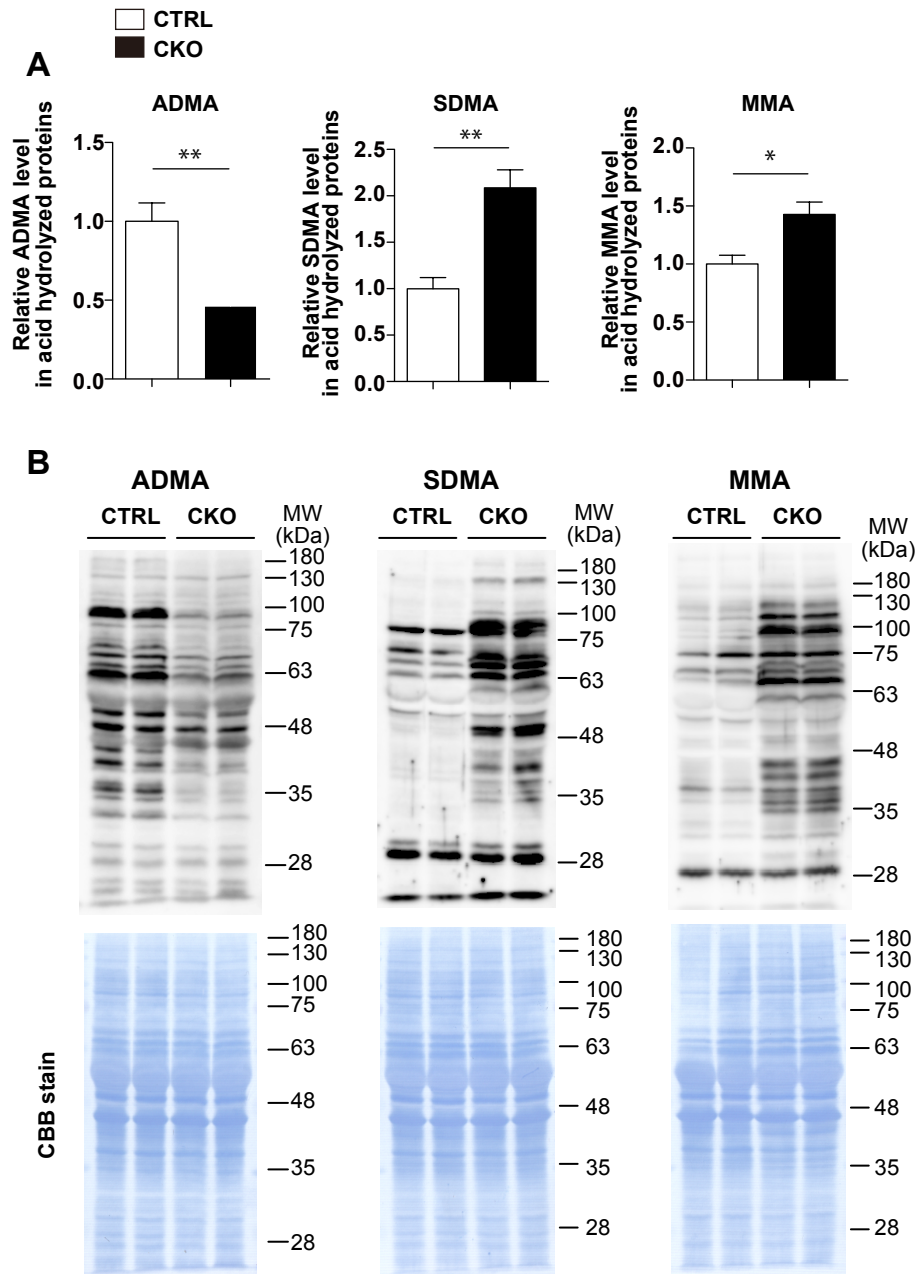 CTRL
CKO
A
ADMA
Relative ADMA level
in acid hydrolyzed proteins
1.5
1.0
0.5
0.0
**
SDMA
Relative SDMA level
in acid hydrolyzed proteins
2.5
2.0
1.5
1.0
0.5
0.0
**
MMA
Relative MMA level
in acid hydrolyzed proteins
2.0
1.5
1.0
0.5
0.0
*
B
ADMA
CTRL CKO
MW
(kDa)
180
130
100
75
63
48
35
28
SDMA
CTRL CKO
MW
(kDa)
180
130
100
75
63
48
35
28
MMA
CTRL CKO
MW
(kDa)
180
130
100
75
63
48
35
28
CBB stain
180
130
100
75
63
48
35
28
180
130
100
75
63
48
35
28
180
130
100
75
63
48
35
28